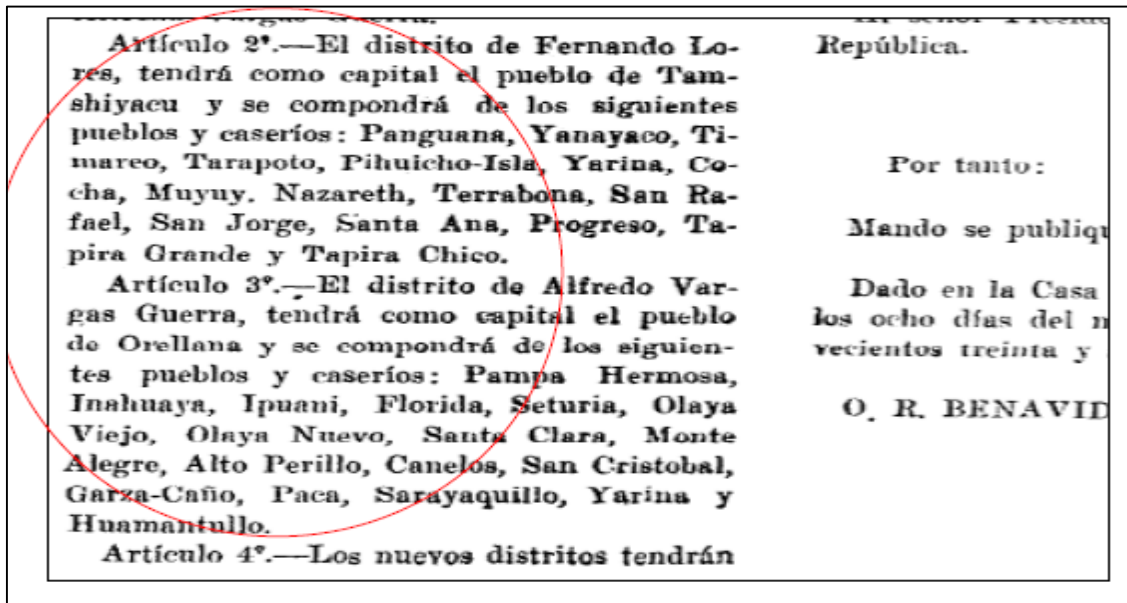 Artículo 2º.—El distrito de Fernando Lo-
res, tendrá como capital el pueblo de Tam-
shiyacu y se compondrá de los siguientes
pueblos y caseríos: Panguana, Yanayaco, Ti-
mareo, Tarapoto, Pihuicho-Isla, Yarina, Co-
cha, Muyuy. Nazareth, Terrabona, San Ra-
fael, San Jorge, Santa Ana, Progreso, Ta-
pira Grande y Tapira Chico.
Artículo 3º.—El distrito de Alfredo Var-
gas Guerra, tendrá como capital el pueblo
de Orellana y se compondrá de los siguien-
tes pueblos y caseríos: Pampa Hermosa,
Inahuaya, Ipuani, Florida, Seturia, Olaya
Viejo, Olaya Nuevo, Santa Clara, Monte
Alegre, Alto Perillo, Canelos, San Cristobal,
Garza-Caño, Paca, Sarayaquillo, Yarina y
Huamantullo.
Artículo 4º.—Los nuevos distritos tendrán
República.
Por tanto:
Mando se publiqu
Dado en la Casa
los ocho días del
vecientos treinta y
O. R. BENAVID